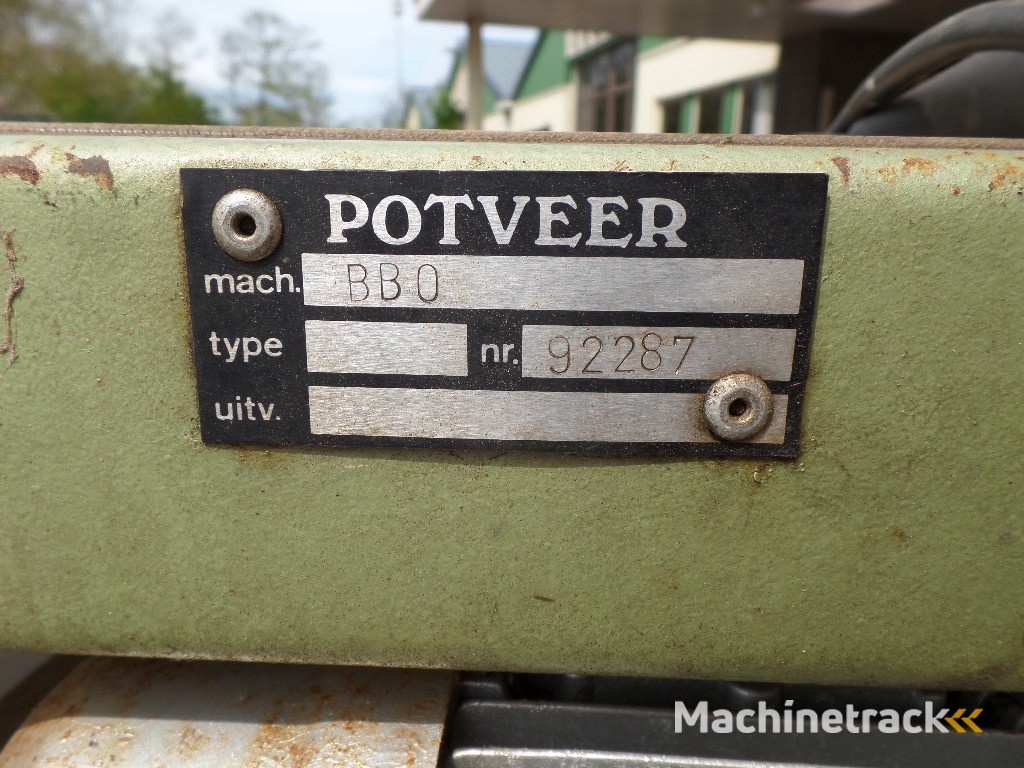 POTVEER
mach. BBO
type nr. 92287
uitv.
Machinetrack